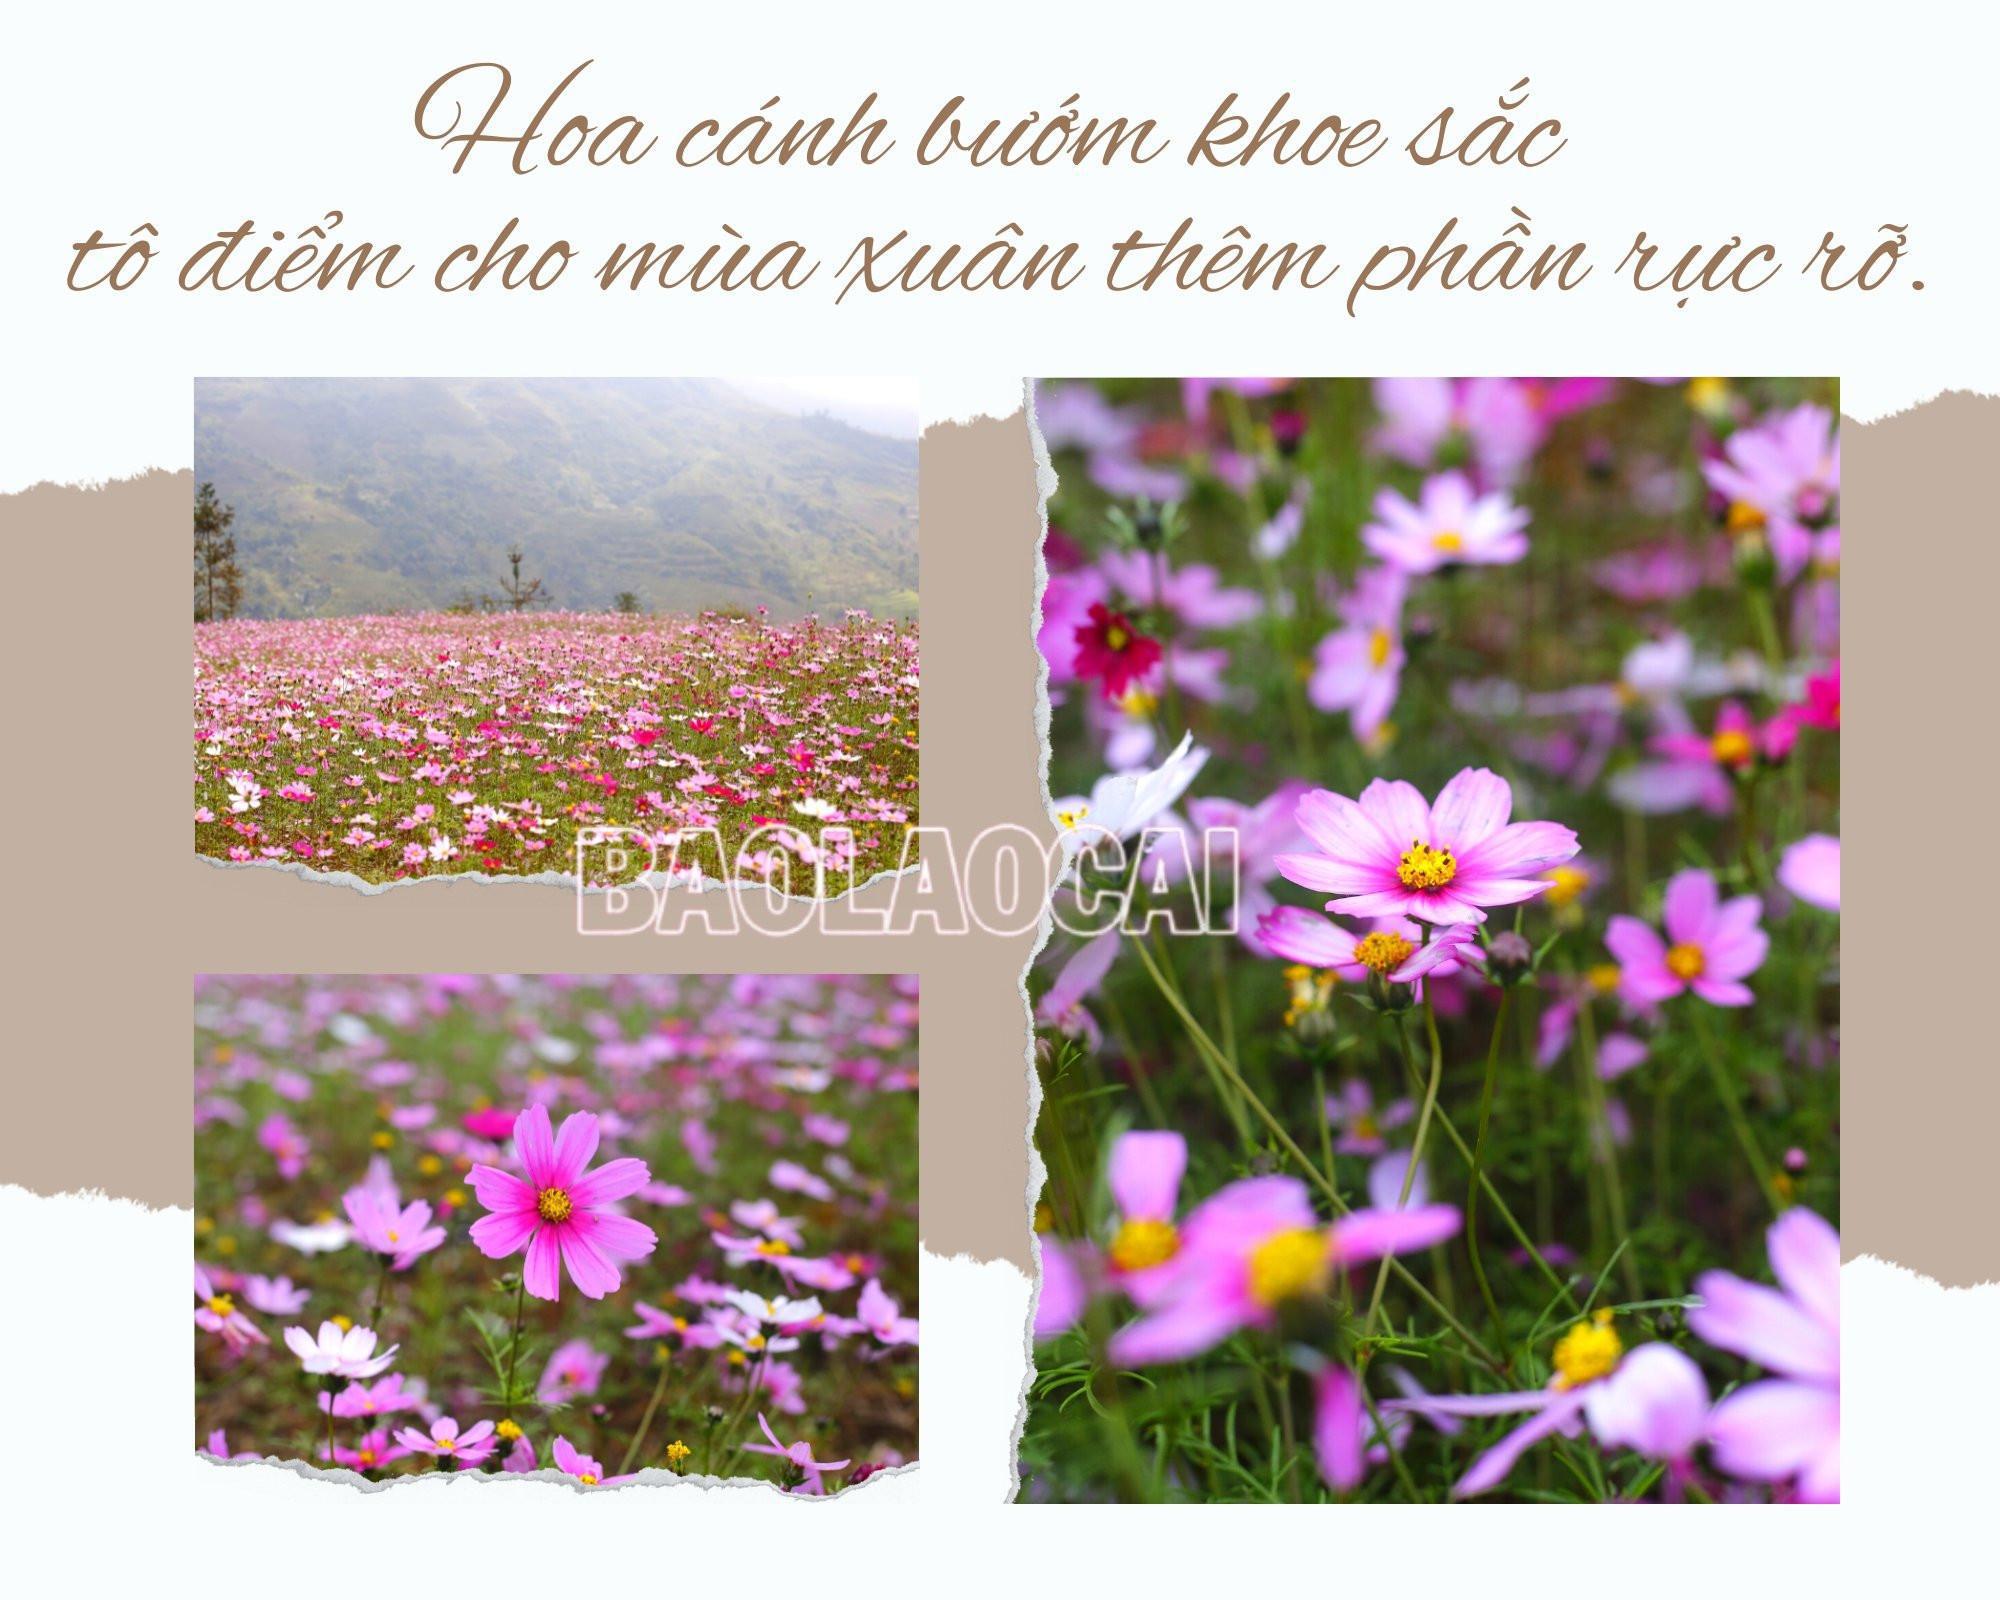 Hoa cánh bướm khoe sắc
tô điểm cho mùa xuân thêm phần rực rỡ.
BAOLAOCAI